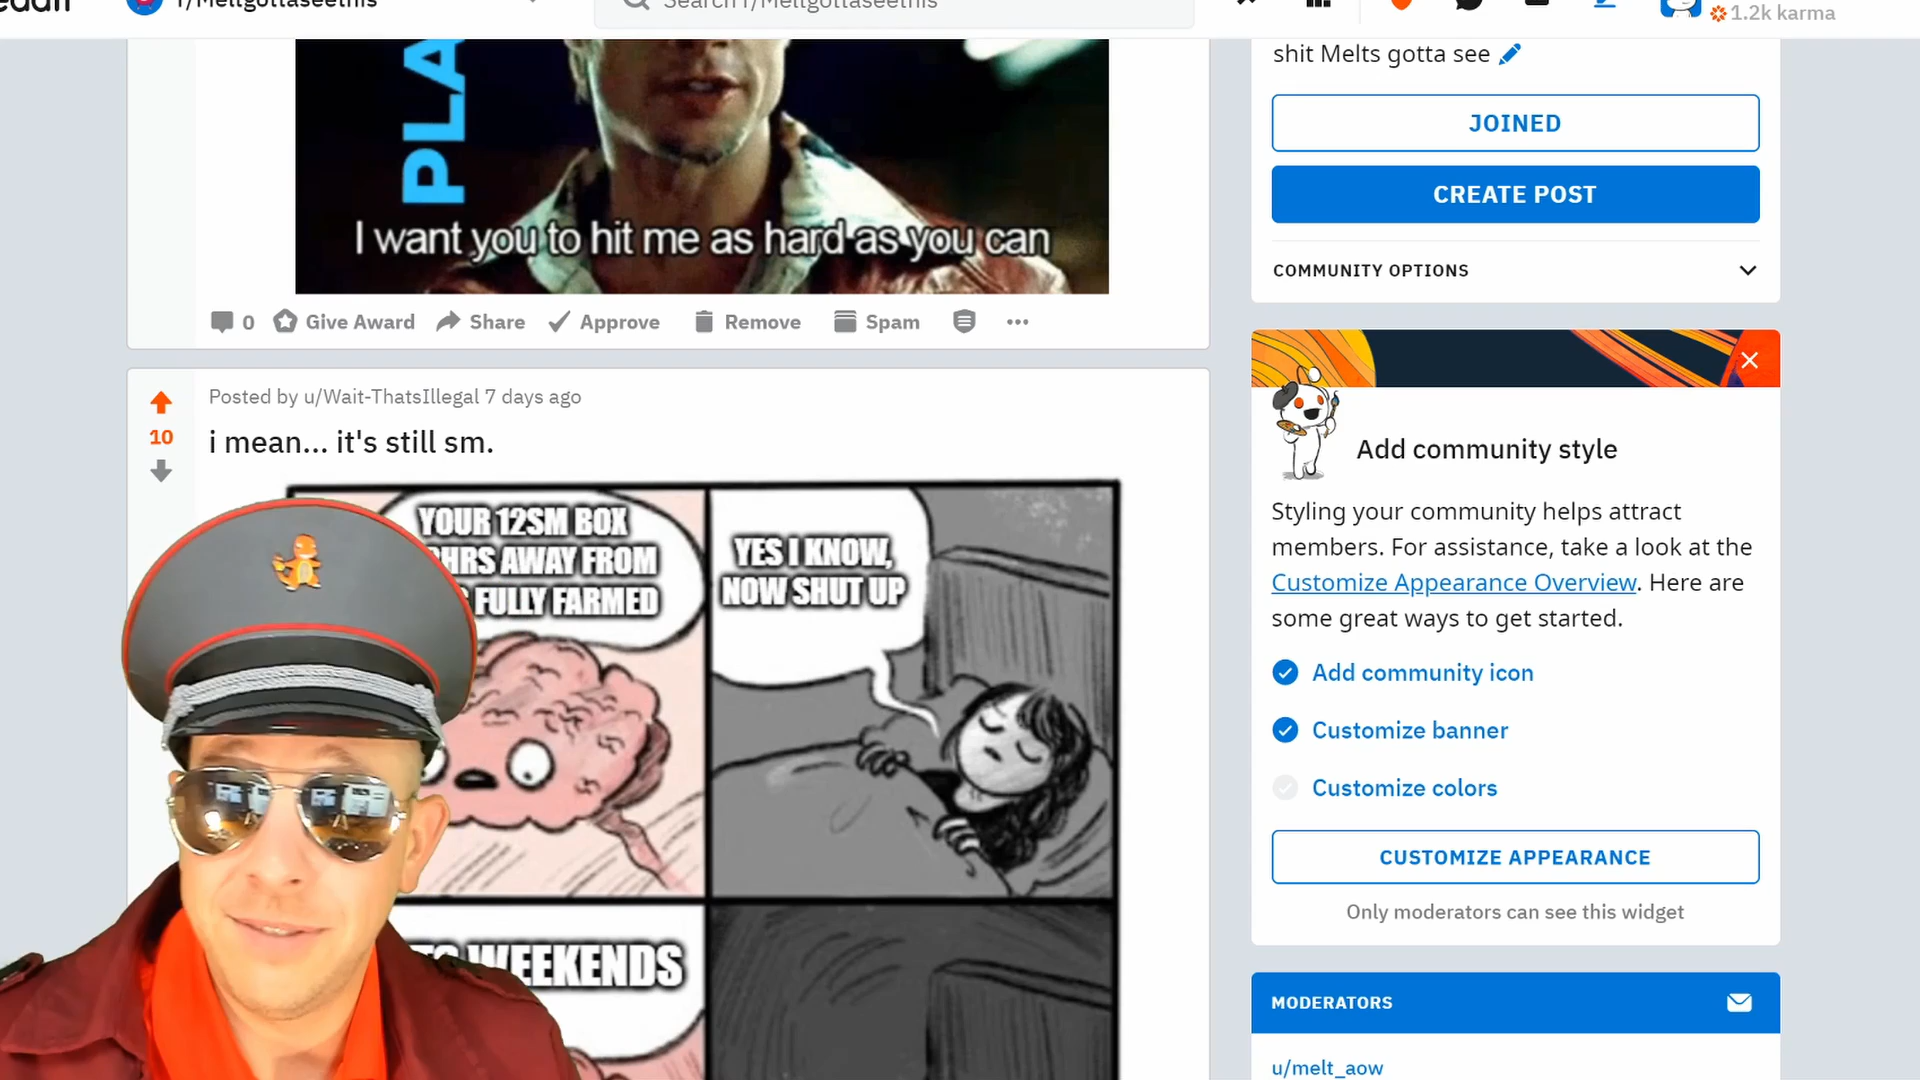 r/Meltgottaseethis
Search r/Meltgottaseethis
1.2k karma
PLA
I want you to hit me as hard as you can
0 Give Award Share Approve Remove Spam
Posted by u/Wait-ThatsIllegal 7 days ago
10
i mean... it's still sm.
YOUR 12SM BOX
HRS AWAY FROM
FULLY FARMED
YES I KNOW,
NOW SHUT UP
WEEKENDS
shit Melts gotta see
JOINED
CREATE POST
COMMUNITY OPTIONS
Add community style
Styling your community helps attract
members. For assistance, take a look at the
Customize Appearance Overview. Here are
some great ways to get started.
Add community icon
Customize banner
Customize colors
CUSTOMIZE APPEARANCE
Only moderators can see this widget
MODERATORS
u/melt_aow